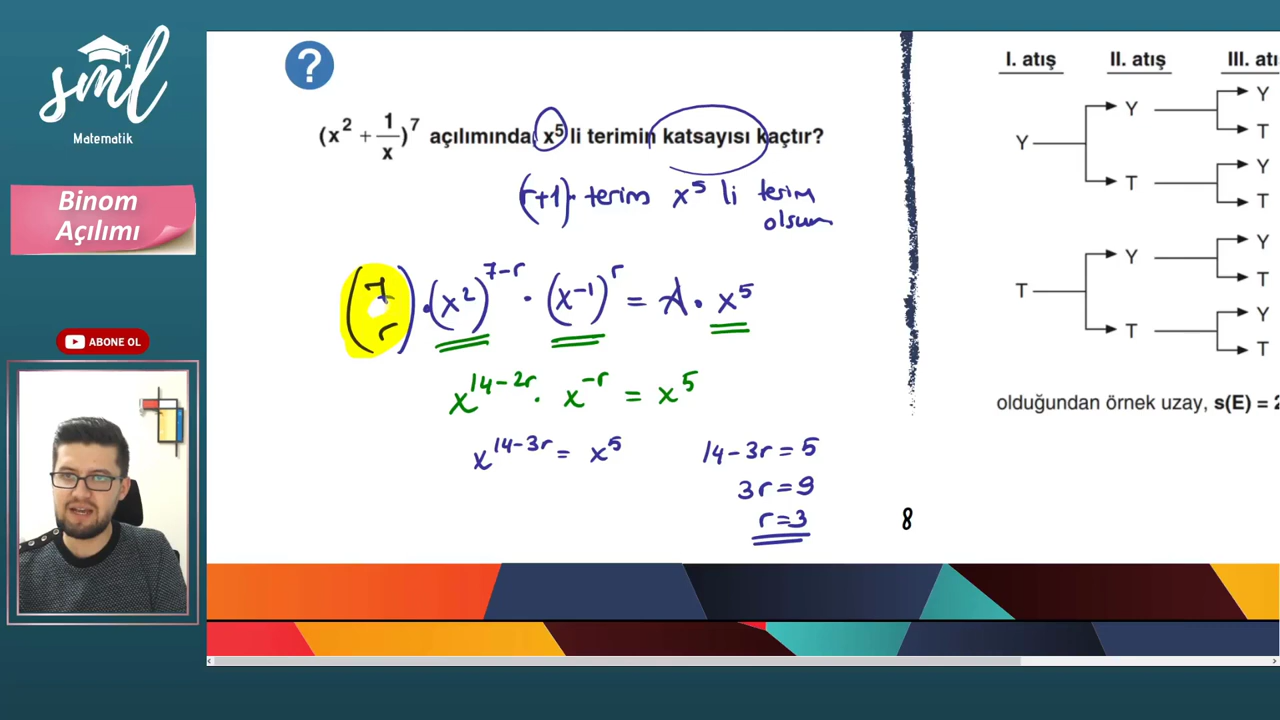 sml
Matematik
Binom
Açılımı
ABONE OL
?
(x² + 1/x)⁷ açılımında x⁵ li terimin katsayısı kaçtır?
(r+1). terim x⁵ li terim
olsun
(7 r) · (x²)^7-r · (x^-1)^r = A · x⁵
x^14-2r · x^-r = x⁵
x^14-3r = x⁵
14-3r=5
3r=9
r=3
8
I. atış II. atış III. atı
Y
Y
T
Y
Y
T
T
Y
Y
T
T
Y
T
T
olduğundan örnek uzay, s(E) = 2